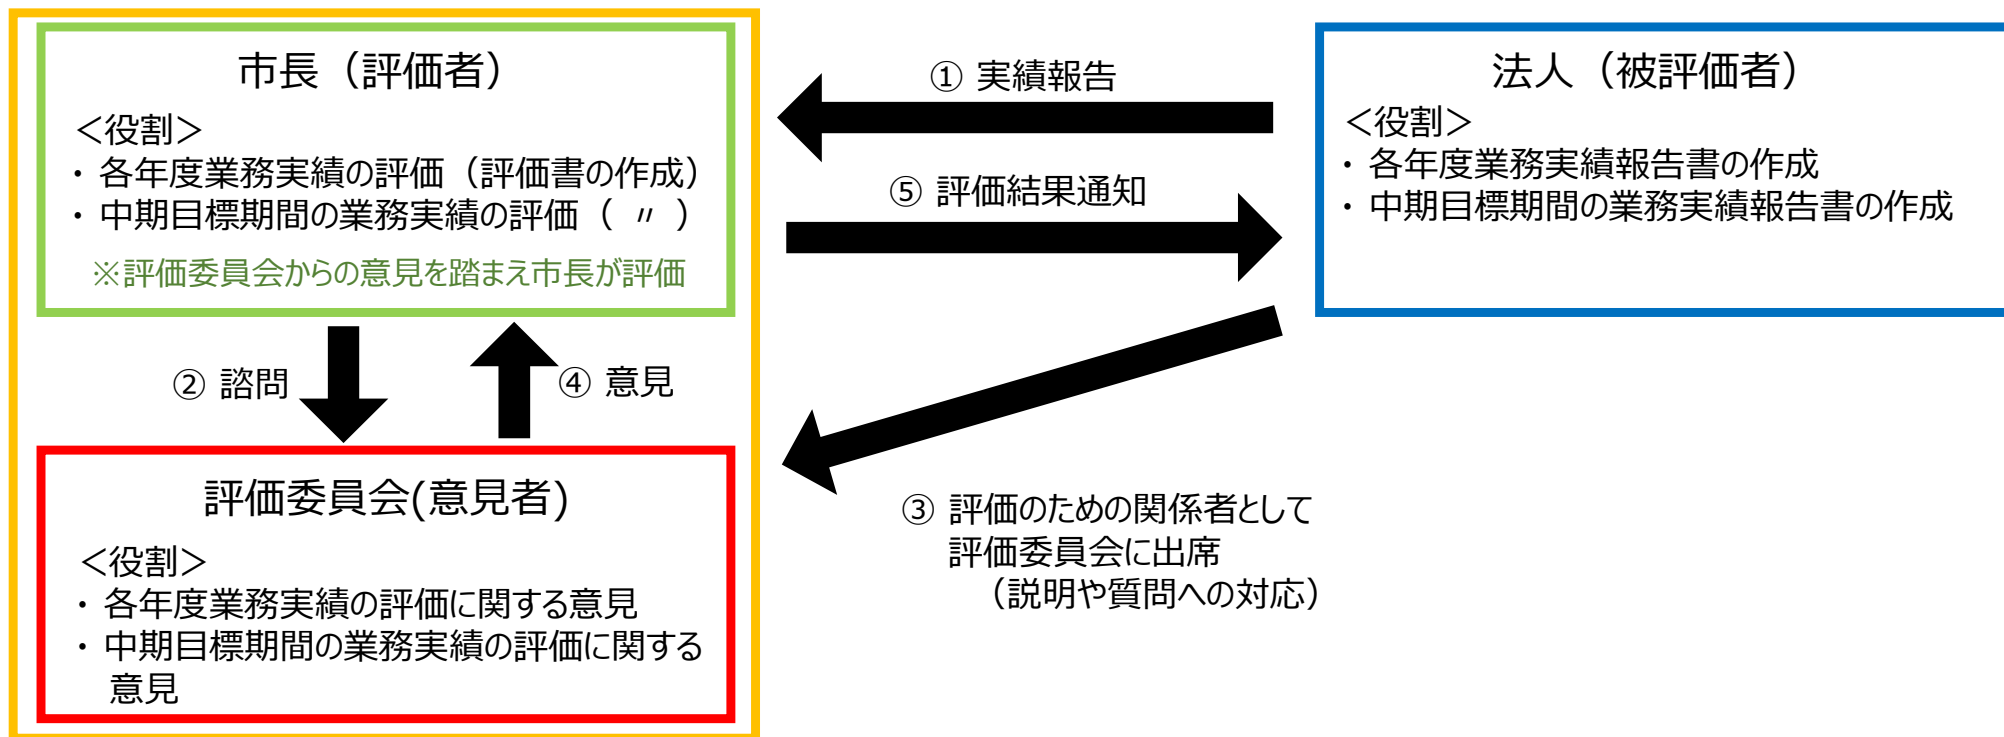 市長（評価者）
＜役割＞
・ 各年度業務実績の評価（評価書の作成）
・ 中期目標期間の業務実績の評価（ 〃 ）
※評価委員会からの意見を踏まえ市長が評価
① 実績報告
⑤ 評価結果通知
法人（被評価者）
＜役割＞
・ 各年度業務実績報告書の作成
・ 中期目標期間の業務実績報告書の作成
② 諮問
④ 意見
評価委員会(意見者)
＜役割＞
・ 各年度業務実績の評価に関する意見
・ 中期目標期間の業務実績の評価に関する
意見
③ 評価のための関係者として
評価委員会に出席
（説明や質問への対応）